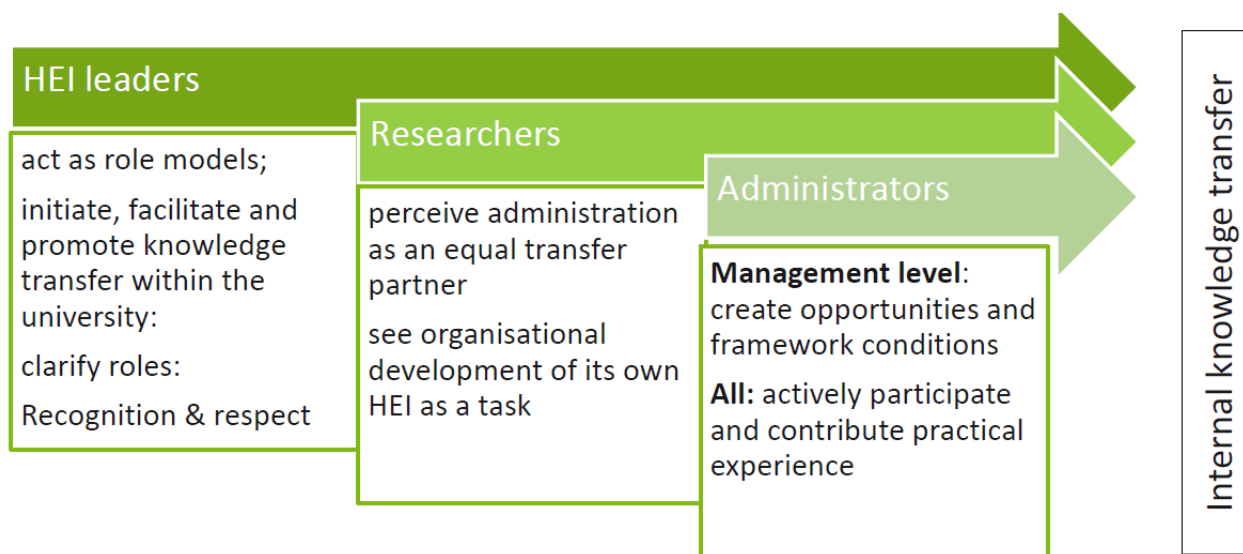 HEI leaders
act as role models;
initiate, facilitate and
promote knowledge
transfer within the
university:
clarify roles:
Recognition & respect
Researchers
perceive administration
as an equal transfer
partner
see organisational
development of its own
HEI as a task
Administrators
Management level:
create opportunities and
framework conditions
All: actively participate
and contribute practical
experience
Internal knowledge transfer